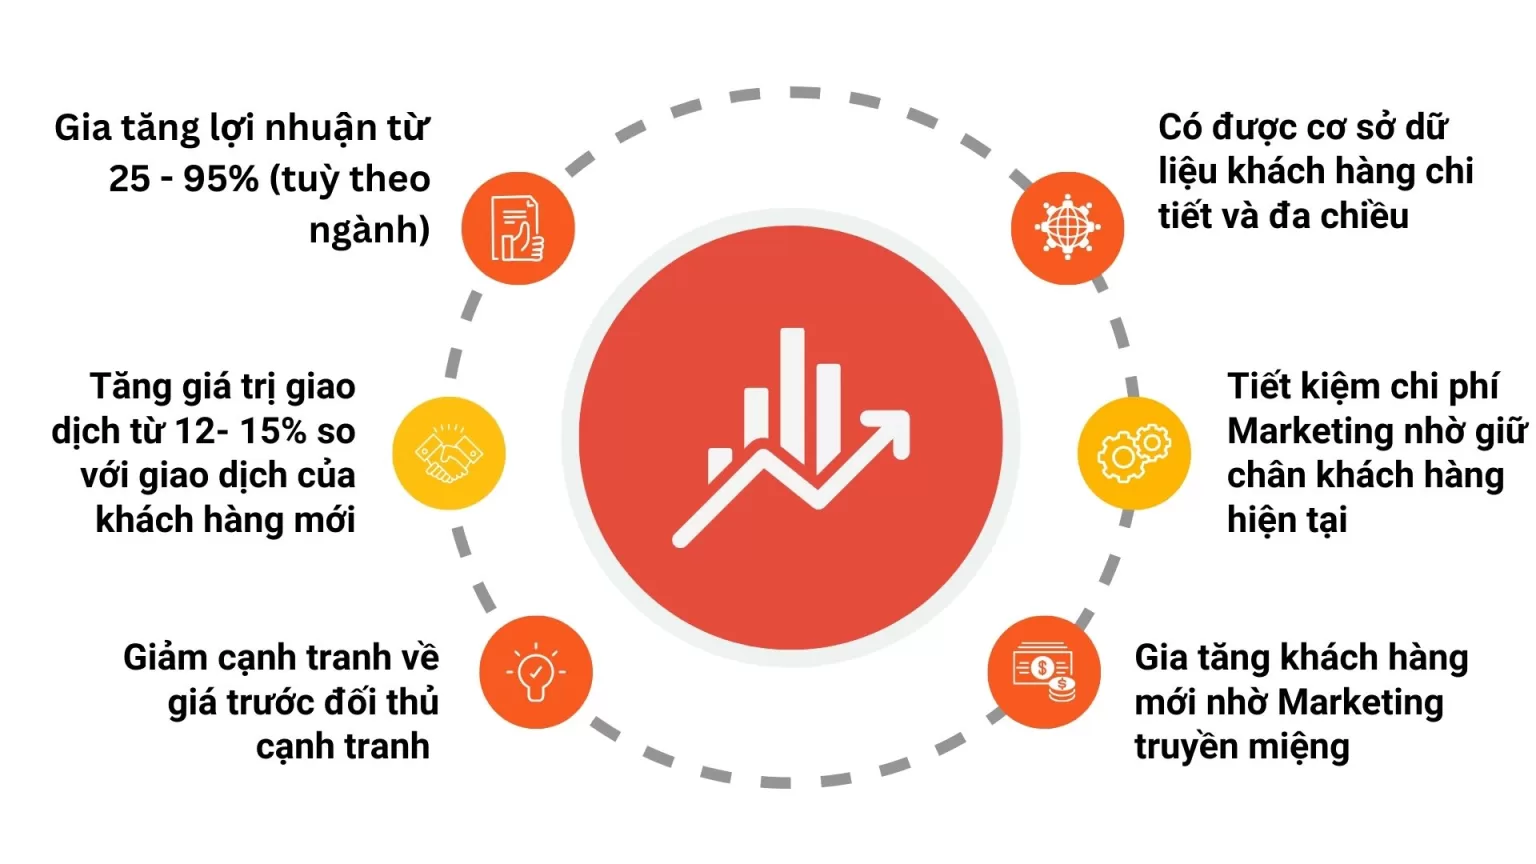 Gia tăng lợi nhuận từ
25 - 95% (tuỳ theo
ngành)
Tăng giá trị giao
dịch từ 12- 15% so
với giao dịch của
khách hàng mới
Giảm cạnh tranh về
giá trước đối thủ
cạnh tranh
Có được cơ sở dữ
liệu khách hàng chi
tiết và đa chiều
Tiết kiệm chi phí
Marketing nhờ giữ
chân khách hàng
hiện tại
Gia tăng khách hàng
mới nhờ Marketing
truyền miệng